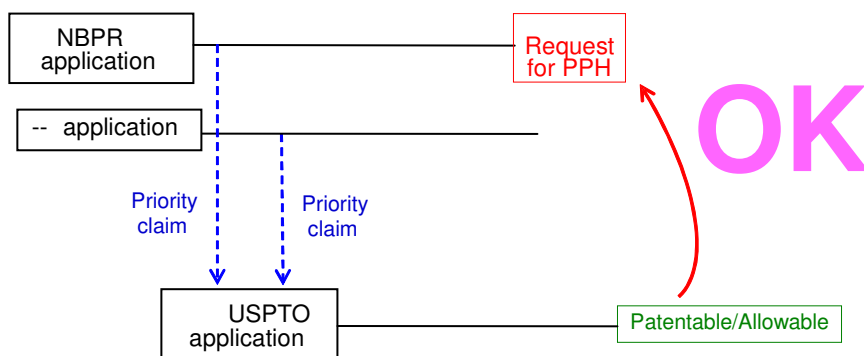 NBPR
application
Request
for PPH
OK
-- application
Priority
claim
Priority
claim
USPTO
application
Patentable/Allowable